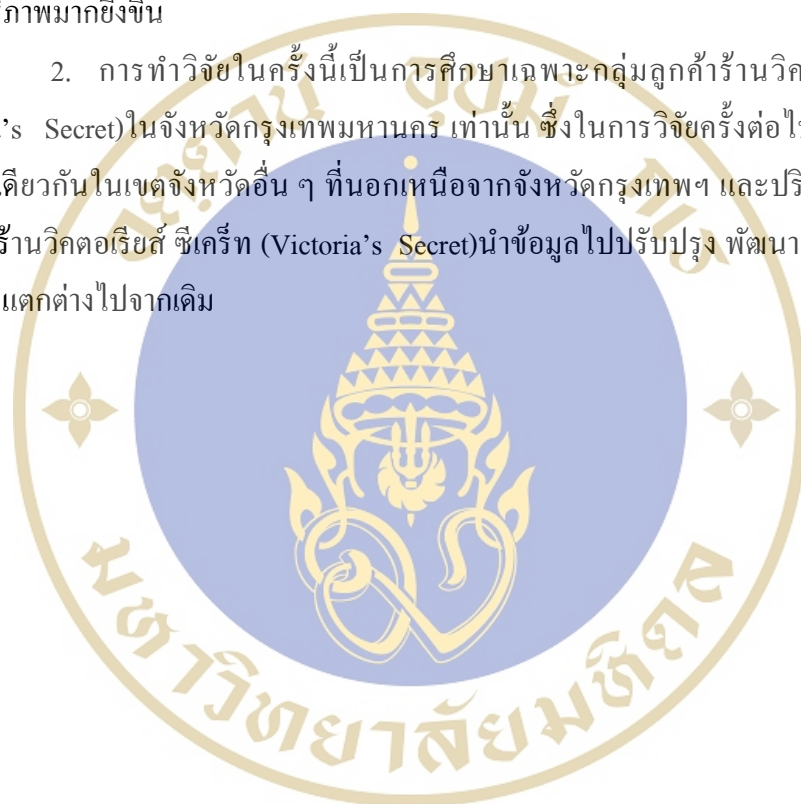 ภาพมากยิ่งขึ้น
2. การทำวิจัยในครั้งนี้เป็นการศึกษาเฉพาะกลุ่มลูกค้าร้านวิค
's Secret)ในจังหวัดกรุงเทพมหานคร เท่านั้น ซึ่งในการวิจัยครั้งต่อไ
เดียวกันในเขตจังหวัดอื่น ๆ ที่นอกเหนือจากจังหวัดกรุงเทพฯ และปริ
ร้านวิคตอเรียส์ ซีเคร็ท (Victoria's Secret)นำข้อมูลไปปรับปรุง พัฒนา
แตกต่างไปจากเดิม
มหาวิทยาลัยมหิดล